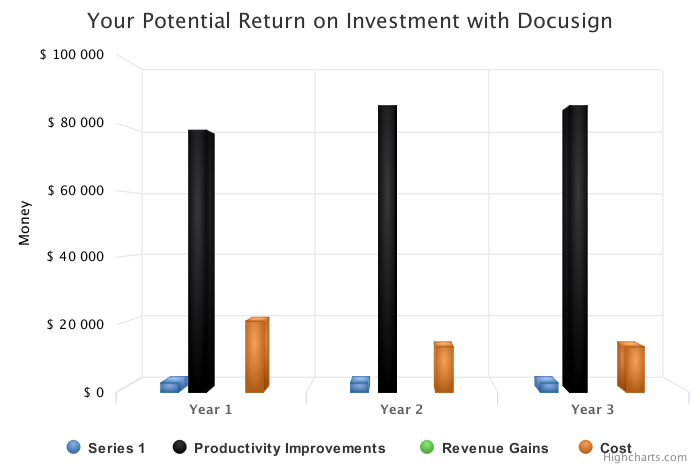 Your Potential Return on Investment with Docusign
$ 100 000
$ 80 000
$ 60 000
$ 40 000
$ 20 000
$ 0
Money
Year 1
Year 2
Year 3
Series 1
Productivity Improvements
Revenue Gains
Cost
Highcharts.com